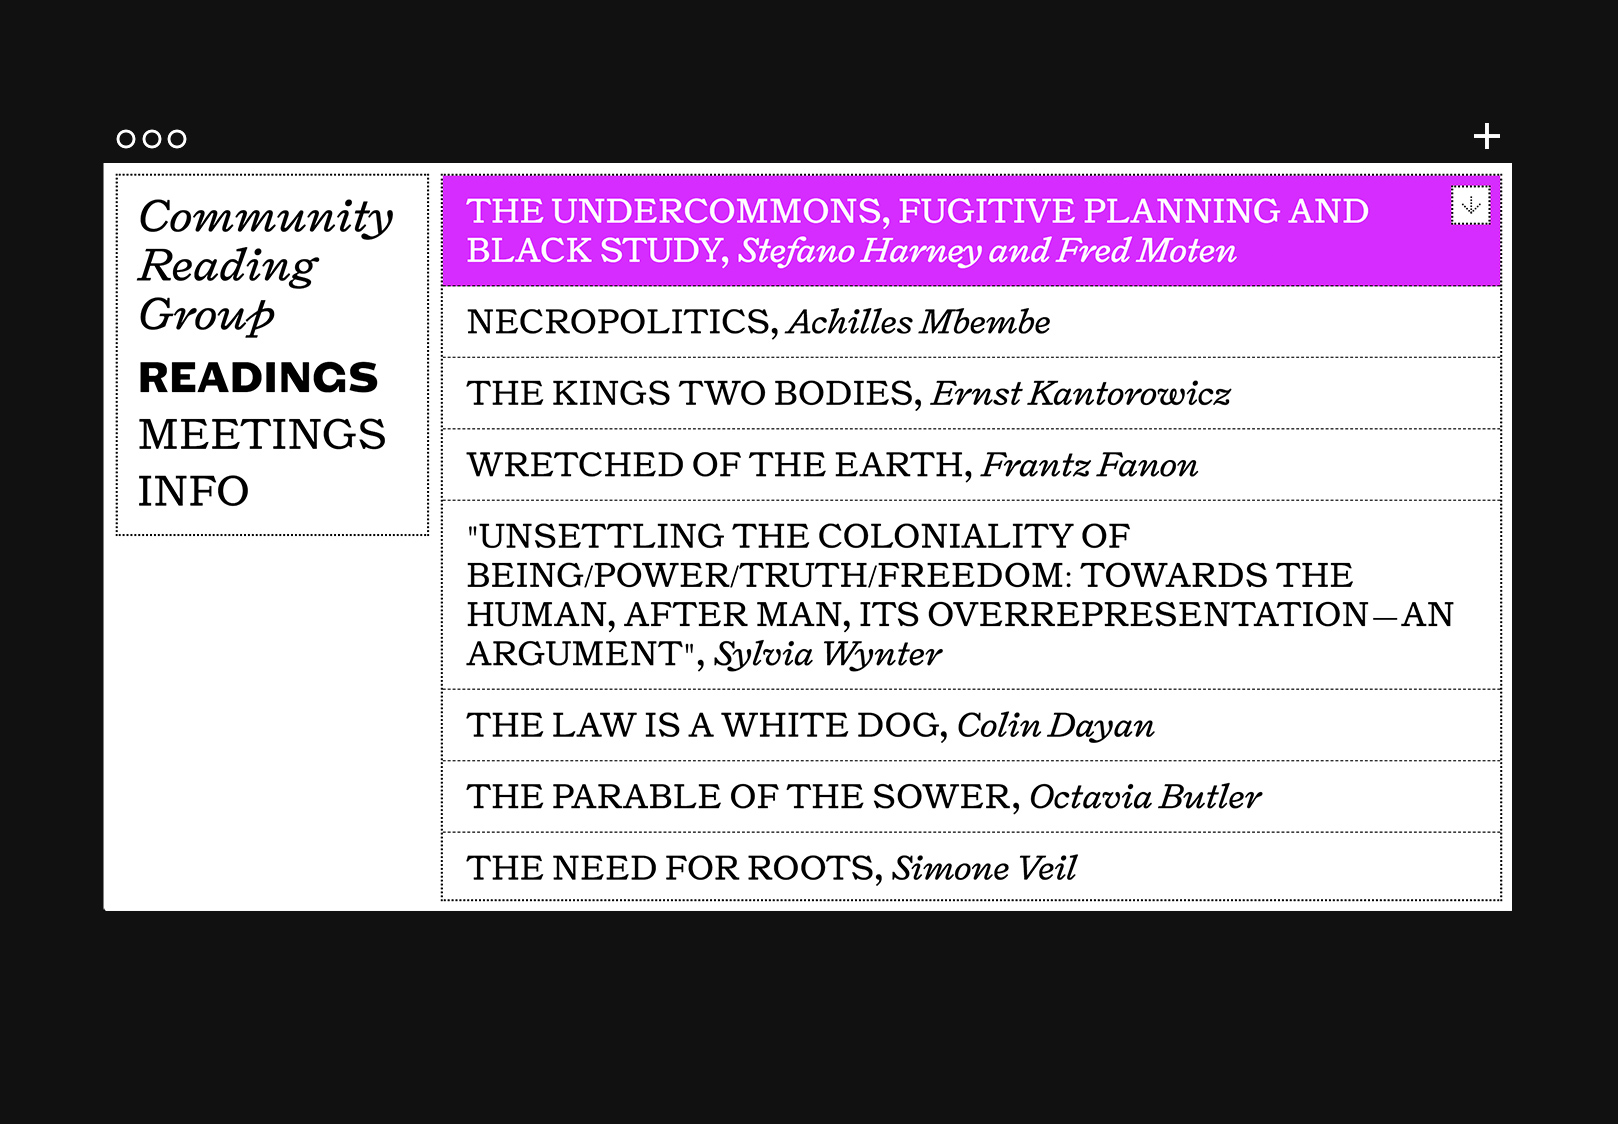 Community
Reading
Group
READINGS
MEETINGS
INFO
THE UNDERCOMMONS, FUGITIVE PLANNING AND
BLACK STUDY, Stefano Harney and Fred Moten
NECROPOLITICS, Achilles Mbembe
THE KINGS TWO BODIES, Ernst Kantorowicz
WRETCHED OF THE EARTH, Frantz Fanon
"UNSETTLING THE COLONIALITY OF
BEING/POWER/TRUTH/FREEDOM: TOWARDS THE
HUMAN, AFTER MAN, ITS OVERREPRESENTATION—AN
ARGUMENT", Sylvia Wynter
THE LAW IS A WHITE DOG, Colin Dayan
THE PARABLE OF THE SOWER, Octavia Butler
THE NEED FOR ROOTS, Simone Veil